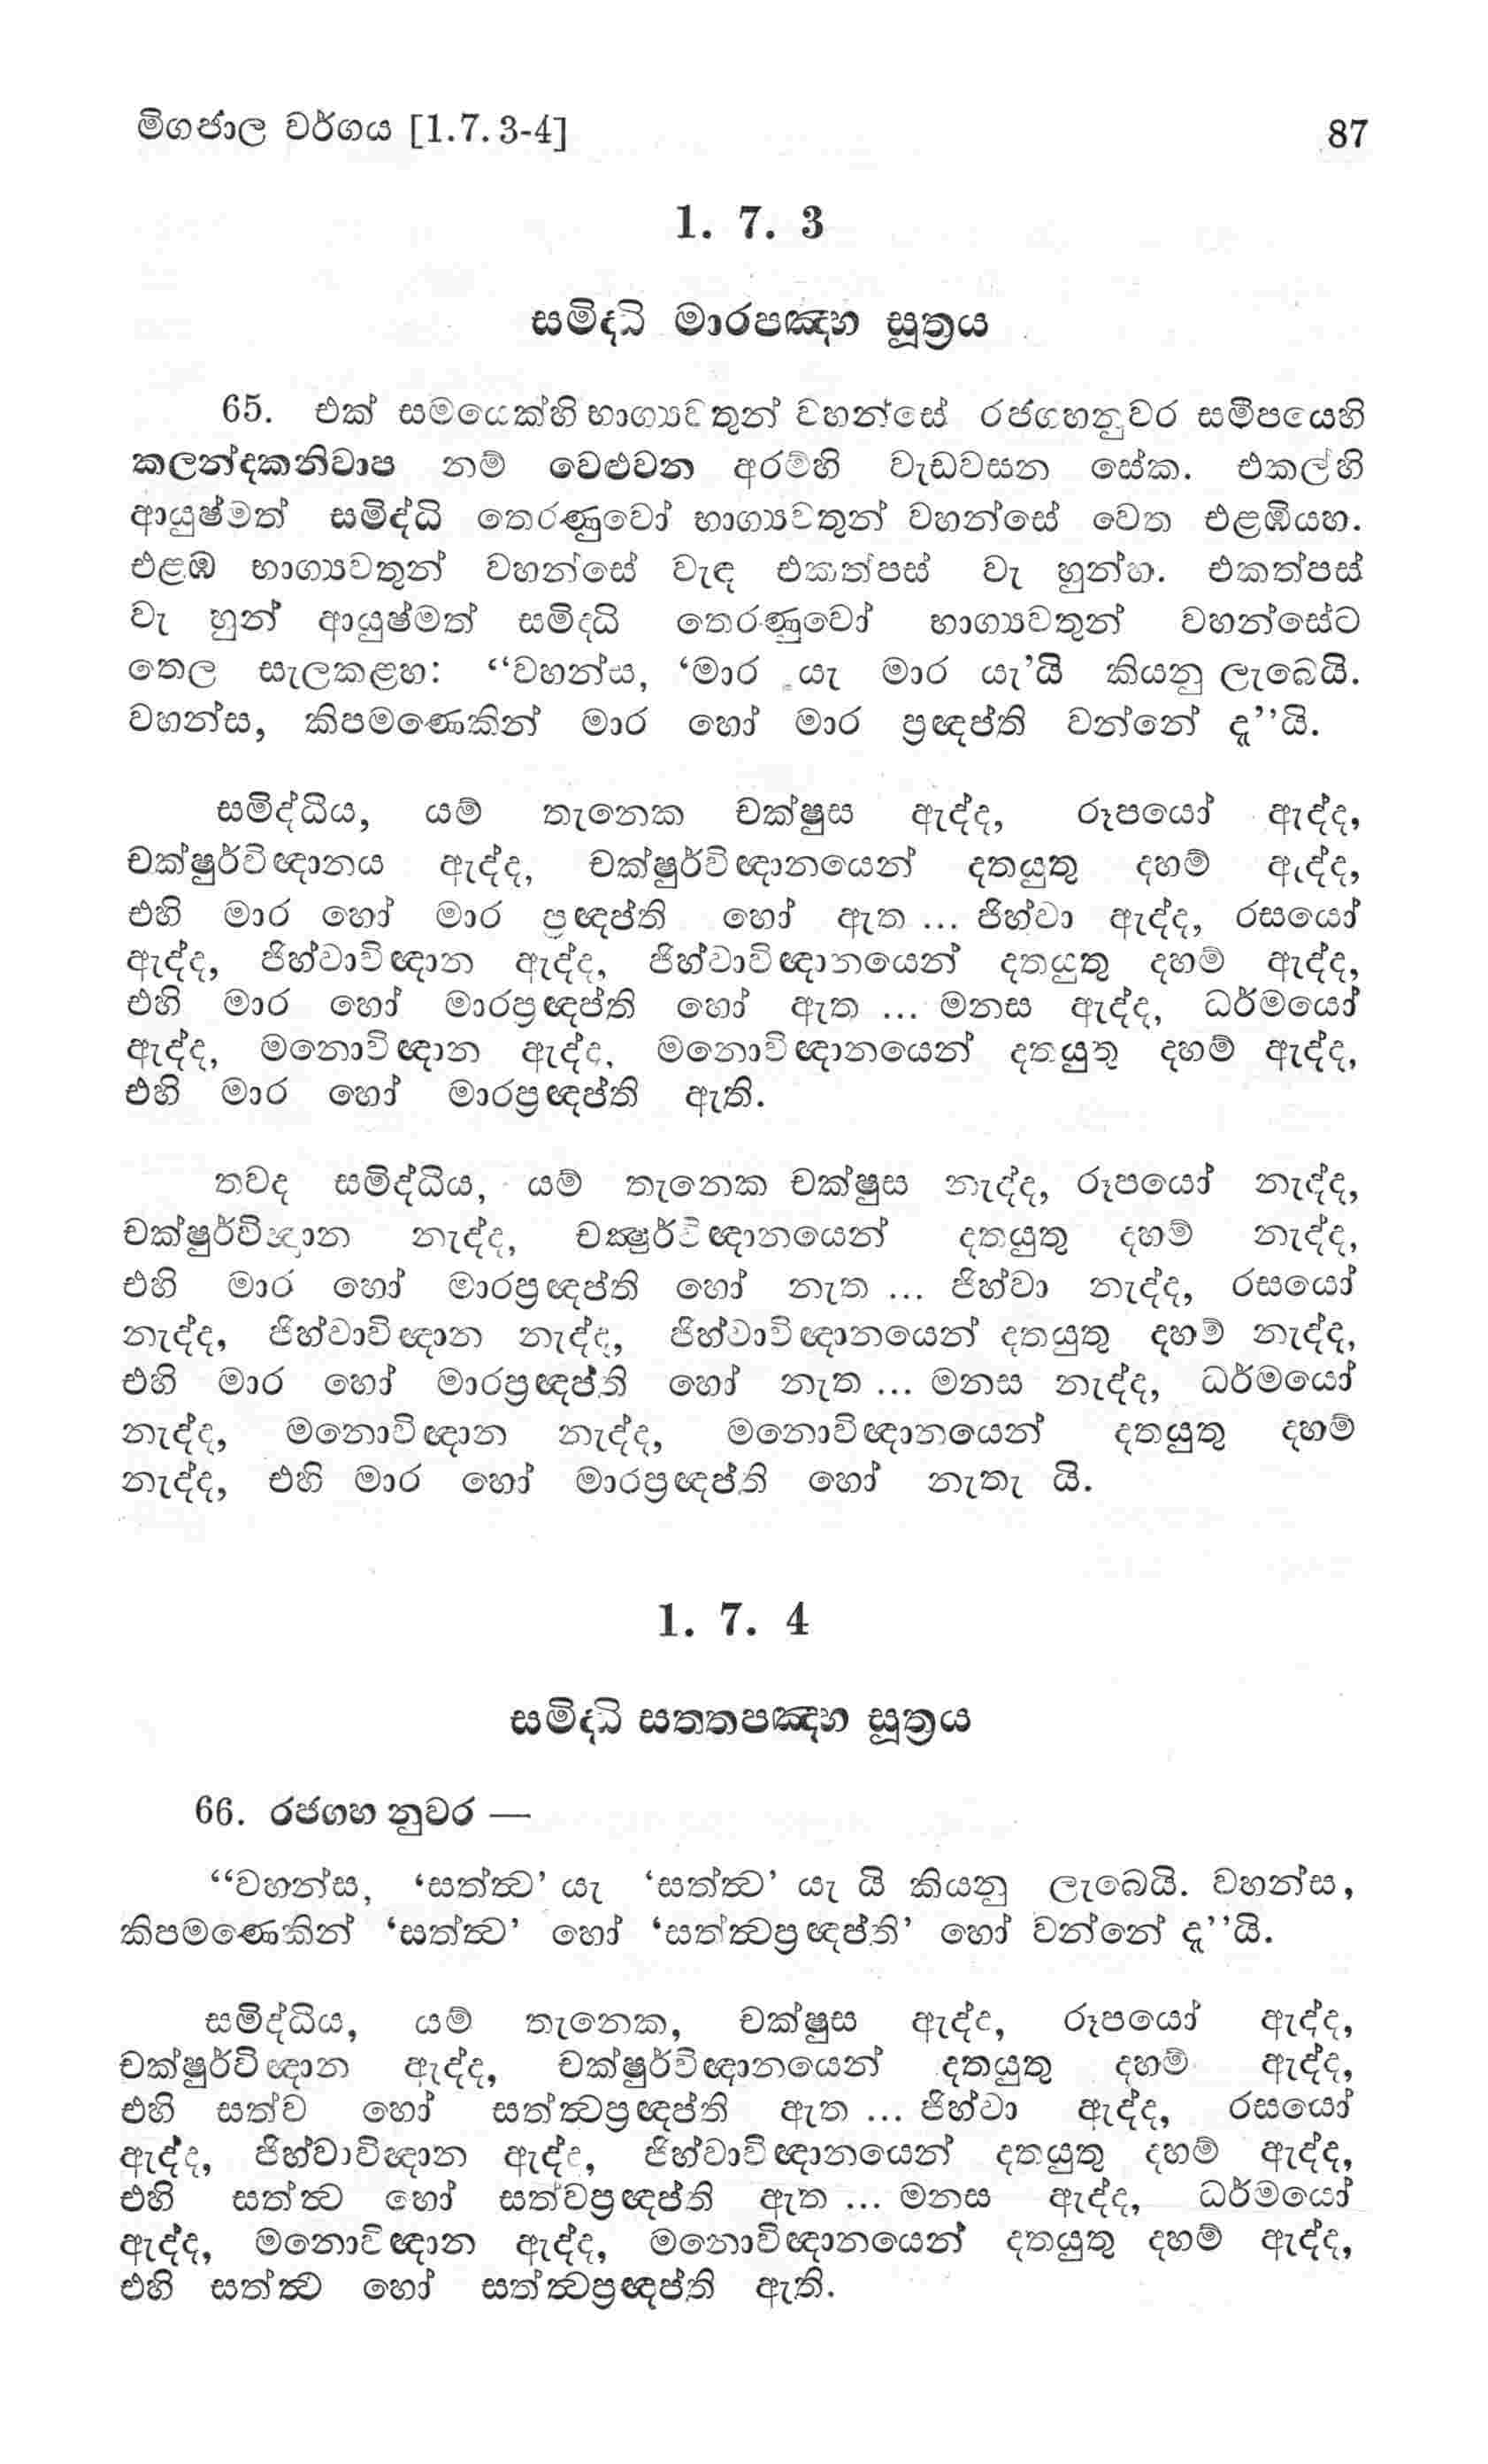 මිගජාල වර්ගය [1.7. 3-4]
87
1. 7. 3
සමිද්‍ධි මාරපඤ්හ සූත්‍රය
65. එක් සමයෙක්හි භාග්‍යවතුන් වහන්සේ රජගහනුවර සමීපයෙහි
කලන්දකනිවාප නම් වෙළුවන අරම්හි වැඩවසන සේක. එකල්හි
ආයුෂ්මත් සමිද්ධි තෙරණුවෝ භාග්‍යවතුන් වහන්සේ වෙත එළඹියහ.
එළඹ භාග්‍යවතුන් වහන්සේ වැඳ එකත්පස් වැ හුන්හ. එකත්පස්
වැ හුන් ආයුෂ්මත් සමිද්‍ධි තෙරණුවෝ භාග්‍යවතුන් වහන්සේට
තෙල සැලකළහ: “වහන්ස, ‘මාර යැ මාර යැ’යි කියනු ලැබෙයි.
වහන්ස, කිපමණෙකින් මාර හෝ මාර ප්‍රඥප්ති වන්නේ දැ”යි.
සමිද්ධිය, යම් තැනෙක චක්ෂුස ඇද්ද, රූපයෝ ඇද්ද,
චක්ෂුර්විඥානය ඇද්ද, චක්ෂුර්විඥානයෙන් දතයුතු දහම් ඇද්ද,
එහි මාර හෝ මාර ප්‍රඥප්ති හෝ ඇත ... ජිහ්වා ඇද්ද, රසයෝ
ඇද්ද, ජිහ්වාවිඥාන ඇද්ද, ජිහ්වාවිඥානයෙන් දතයුතු දහම් ඇද්ද,
එහි මාර හෝ මාරප්‍රඥප්ති හෝ ඇත ... මනස ඇද්ද, ධර්මයෝ
ඇද්ද, මනොවිඥාන ඇද්ද, මනොවිඥානයෙන් දතයුතු දහම් ඇද්ද,
එහි මාර හෝ මාරප්‍රඥප්ති ඇති.
තවද සමිද්ධිය, යම් තැනෙක චක්ෂුස නැද්ද, රූපයෝ නැද්ද,
චක්ෂුර්විඥාන නැද්ද, චක්‍ෂුර්විඥානයෙන් දතයුතු දහම් නැද්ද,
එහි මාර හෝ මාරප්‍රඥප්ති හෝ නැත ... ජිහ්වා නැද්ද, රසයෝ
නැද්ද, ජිහ්වාවිඥාන නැද්ද, ජිහ්වාවිඥානයෙන් දතයුතු දහම් නැද්ද,
එහි මාර හෝ මාරප්‍රඥප්ති හෝ නැත ... මනස නැද්ද, ධර්මයෝ
නැද්ද, මනොවිඥාන නැද්ද, මනොවිඥානයෙන් දතයුතු දහම්
නැද්ද, එහි මාර හෝ මාරප්‍රඥප්ති හෝ නැතැ යි.
1. 7. 4
සමිද්‍ධි සත‍්තපඤ්හ සූත්‍රය
66. රජගහ නුවර —
“වහන්ස, ‘සත්ත්‍ව’ යැ ‘සත්ත්‍ව’ යැ යි කියනු ලැබෙයි. වහන්ස,
කිපමණෙකින් ‘සත්ත්‍ව’ හෝ ‘සත්ත්‍වප්‍රඥප්ති’ හෝ වන්නේ දැ”යි.
සමිද්ධිය, යම් තැනෙක, චක්ෂුස ඇද්ද, රූපයෝ ඇද්ද,
චක්ෂුර්විඥාන ඇද්ද, චක්ෂුර්විඥානයෙන් දතයුතු දහම් ඇද්ද,
එහි සත්ව හෝ සත්ත්‍වප්‍රඥප්ති ඇත ... ජිහ්වා ඇද්ද, රසයෝ
ඇද්ද, ජිහ්වාවිඥාන ඇද්ද, ජිහ්වාවිඥානයෙන් දතයුතු දහම් ඇද්ද,
එහි සත්ත්‍ව හෝ සත්වප්‍රඥප්ති ඇත ... මනස ඇද්ද, ධර්මයෝ
ඇද්ද, මනොවිඥාන ඇද්ද, මනොවිඥානයෙන් දතයුතු දහම් ඇද්ද,
එහි සත්ත්‍ව හෝ සත්ත්‍වප්‍රඥප්ති ඇති.